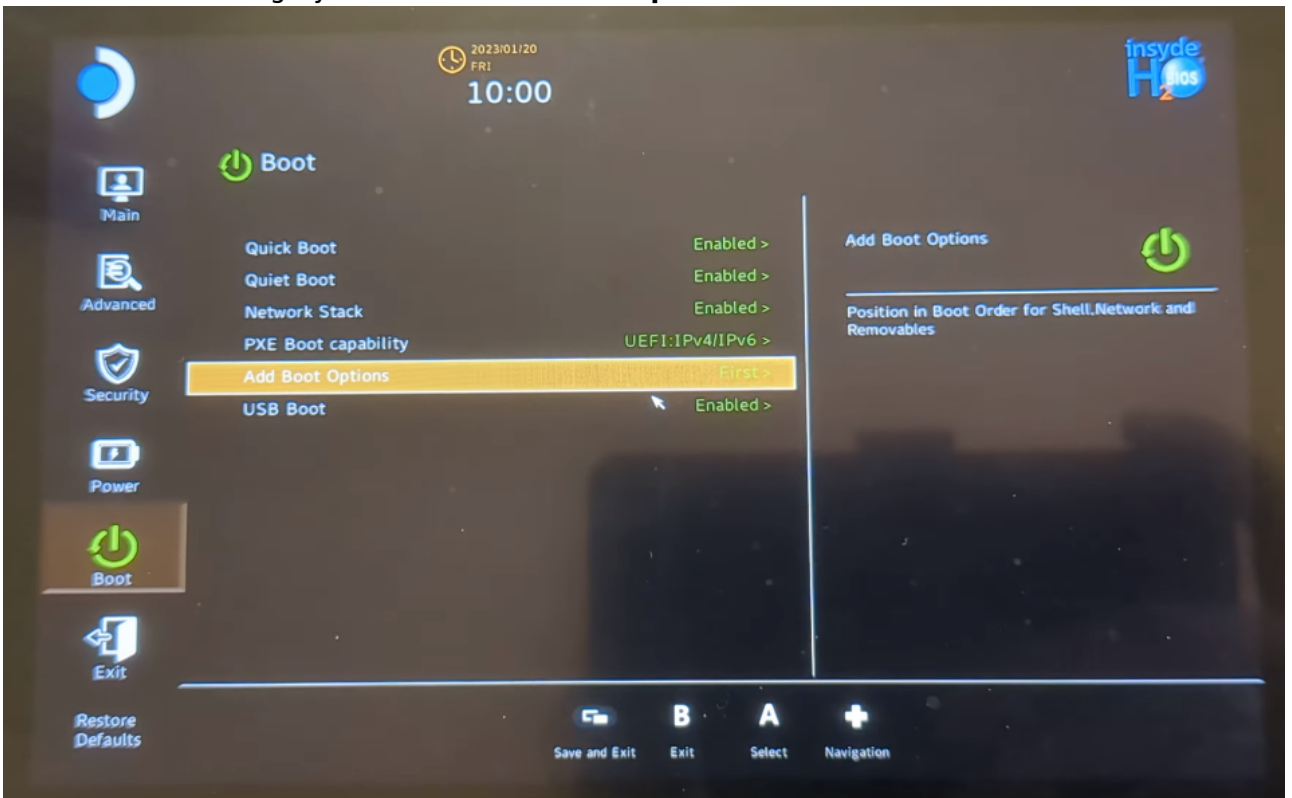 2023/01/20
FRI
10:00
insyde
H2O Bios
Boot
Main
Advanced
Security
Power
Boot
Exit
Restore
Defaults
Quick Boot Enabled >
Quiet Boot Enabled >
Network Stack Enabled >
PXE Boot capability UEFI:IPv4/IPv6 >
Add Boot Options First >
USB Boot Enabled >
Add Boot Options
Position in Boot Order for Shell,Network and
Removables
B A
Save and Exit Exit Select Navigation